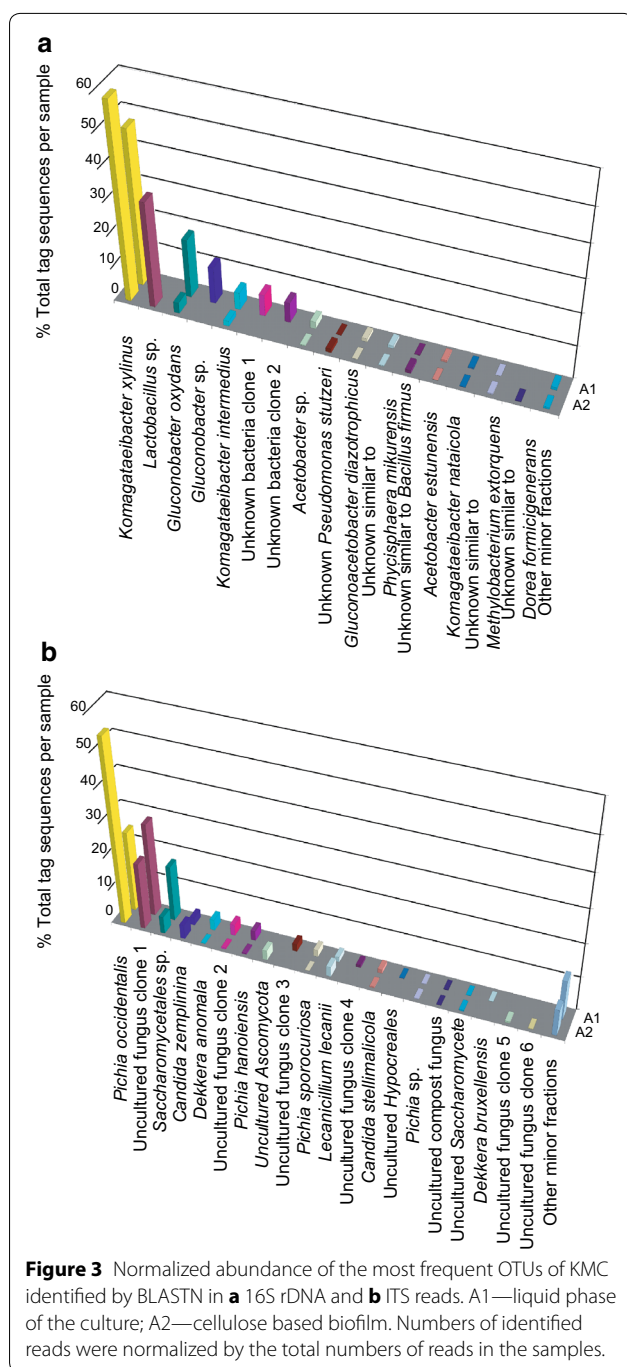 a
% Total tag sequences per sample
60
50
40
30
20
10
0
A1
A2
Komagataeibacter xylinus
Lactobacillus sp.
Gluconobacter oxydans
Gluconobacter sp.
Komagataeibacter intermedius
Unknown bacteria clone 1
Unknown bacteria clone 2
Acetobacter sp.
Unknown Pseudomonas stutzeri
Gluconoacetobacter diazotrophicus
Unknown similar to
Phycisphaera mikurensis
Unknown similar to Bacillus firmus
Acetobacter estunensis
Komagataeibacter nataicola
Unknown similar to
Methylobacterium extorquens
Unknown similar to
Dorea formicigenerans
Other minor fractions
b
% Total tag sequences per sample
60
50
40
30
20
10
0
A1
A2
Pichia occidentalis
Uncultured fungus clone 1
Saccharomycetales sp.
Candida zemplinina
Dekkera anomala
Uncultured fungus clone 2
Pichia hanoiensis
Uncultured Ascomycota
Uncultured fungus clone 3
Pichia sporocuriosa
Lecanicillium lecanii
Uncultured fungus clone 4
Candida stellimalicola
Uncultured Hypocreales
Pichia sp.
Uncultured compost fungus
Uncultured Saccharomycete
Dekkera bruxellensis
Uncultured fungus clone 5
Uncultured fungus clone 6
Other minor fractions
Figure 3 Normalized abundance of the most frequent OTUs of KMC
identified by BLASTN in a 16S rDNA and b ITS reads. A1—liquid phase
of the culture; A2—cellulose based biofilm. Numbers of identified
reads were normalized by the total numbers of reads in the samples.